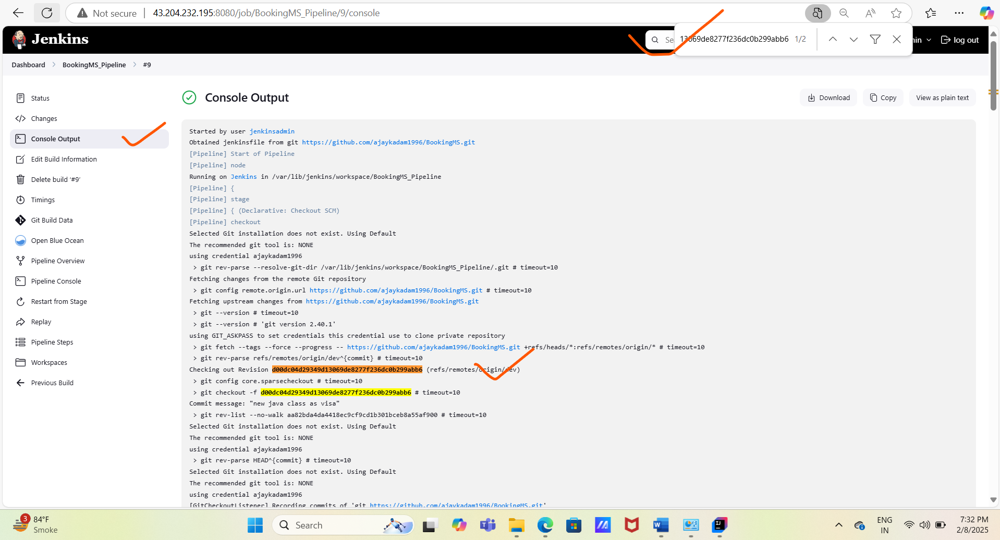 Not secure | 43.204.232.195:8080/job/BookingMS_Pipeline/9/console
Jenkins
Se
13069de8277f236dc0b299abb6 1/2
in
log out
Dashboard > BookingMS_Pipeline > #9
Status
Changes
Console Output
Edit Build Information
Delete build ‘#9’
Timings
Git Build Data
Open Blue Ocean
Pipeline Overview
Pipeline Console
Restart from Stage
Replay
Pipeline Steps
Workspaces
Previous Build
Console Output
Download
Copy
View as plain text
Started by user jenkinsadmin
Obtained jenkinsfile from git https://github.com/ajaykadam1996/BookingMS.git
[Pipeline] Start of Pipeline
[Pipeline] node
Running on Jenkins in /var/lib/jenkins/workspace/BookingMS_Pipeline
[Pipeline] {
[Pipeline] stage
[Pipeline] { (Declarative: Checkout SCM)
[Pipeline] checkout
Selected Git installation does not exist. Using Default
The recommended git tool is: NONE
using credential ajaykadam1996
> git rev-parse --resolve-git-dir /var/lib/jenkins/workspace/BookingMS_Pipeline/.git # timeout=10
Fetching changes from the remote Git repository
> git config remote.origin.url https://github.com/ajaykadam1996/BookingMS.git # timeout=10
Fetching upstream changes from https://github.com/ajaykadam1996/BookingMS.git
> git --version # timeout=10
> git --version # 'git version 2.40.1'
using GIT_ASKPASS to set credentials this credential use to clone private repository
> git fetch --tags --force --progress -- https://github.com/ajaykadam1996/BookingMS.git +refs/heads/*:refs/remotes/origin/* # timeout=10
> git rev-parse refs/remotes/origin/dev^{commit} # timeout=10
Checking out Revision d00dc04d29349d13069de8277f236dc0b299abb6 (refs/remotes/origin/dev)
> git config core.sparsecheckout # timeout=10
> git checkout -f d00dc04d29349d13069de8277f236dc0b299abb6 # timeout=10
Commit message: "new java class as visa"
> git rev-list --no-walk aa82bda4da4418ec9cf9cd1b301bceb8a55af900 # timeout=10
Selected Git installation does not exist. Using Default
The recommended git tool is: NONE
using credential ajaykadam1996
> git rev-parse HEAD^{commit} # timeout=10
Selected Git installation does not exist. Using Default
The recommended git tool is: NONE
using credential ajaykadam1996
[GitCheckoutListener] Recording commits of 'git https://github.com/ajaykadam1996/BookingMS.git'
3
84°F
Smoke
Search
ENG
IN
7:32 PM
2/8/2025